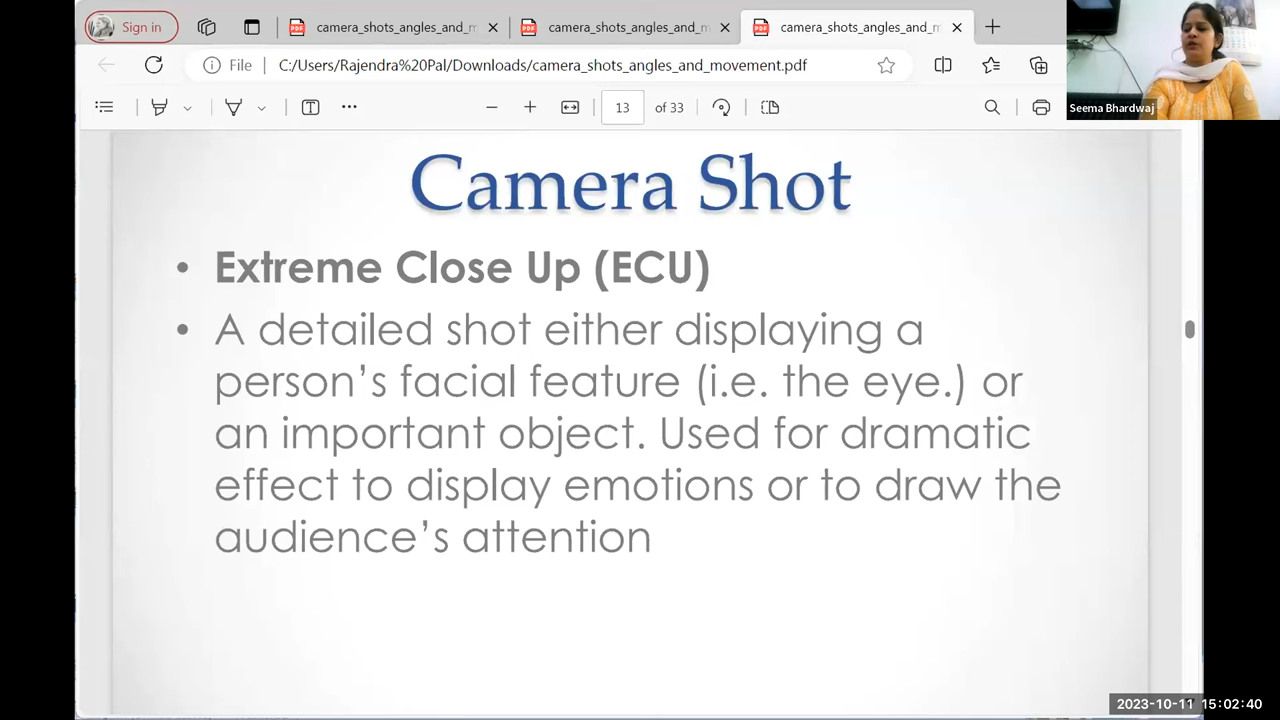 Sign in
camera_shots_angles_and_m
camera_shots_angles_and_m
camera_shots_angles_and_m
File
C:/Users/Rajendra%20Pal/Downloads/camera_shots_angles_and_movement.pdf
13 of 33
Seema Bhardwaj
Camera Shot
• Extreme Close Up (ECU)
• A detailed shot either displaying a
person’s facial feature (i.e. the eye.) or
an important object. Used for dramatic
effect to display emotions or to draw the
audience’s attention
2023-10-11 15:02:40